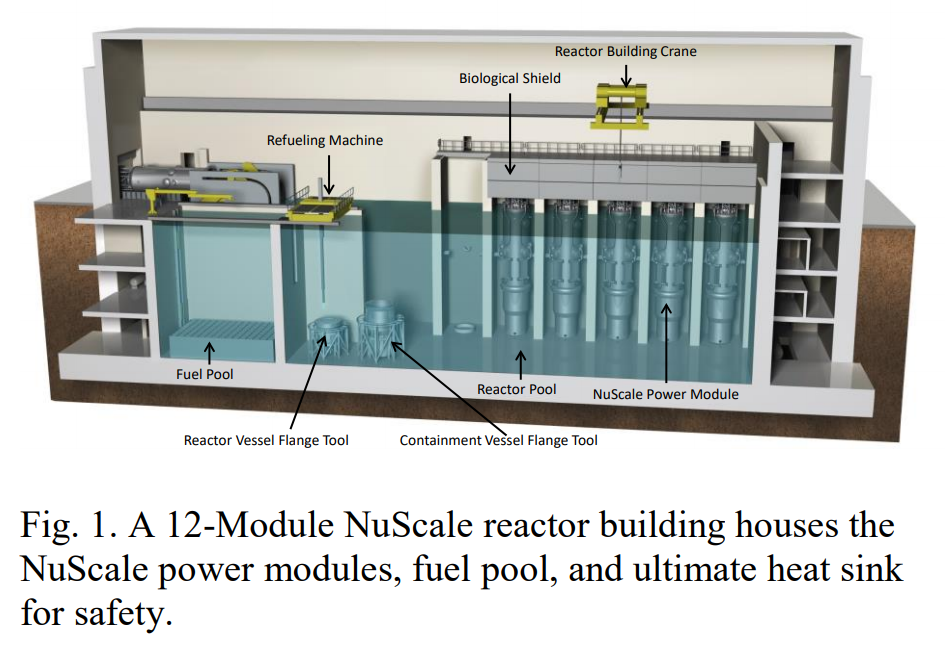 Reactor Building Crane
Biological Shield
Refueling Machine
Fuel Pool
Reactor Pool
NuScale Power Module
Reactor Vessel Flange Tool
Containment Vessel Flange Tool
Fig. 1. A 12-Module NuScale reactor building houses the
NuScale power modules, fuel pool, and ultimate heat sink
for safety.